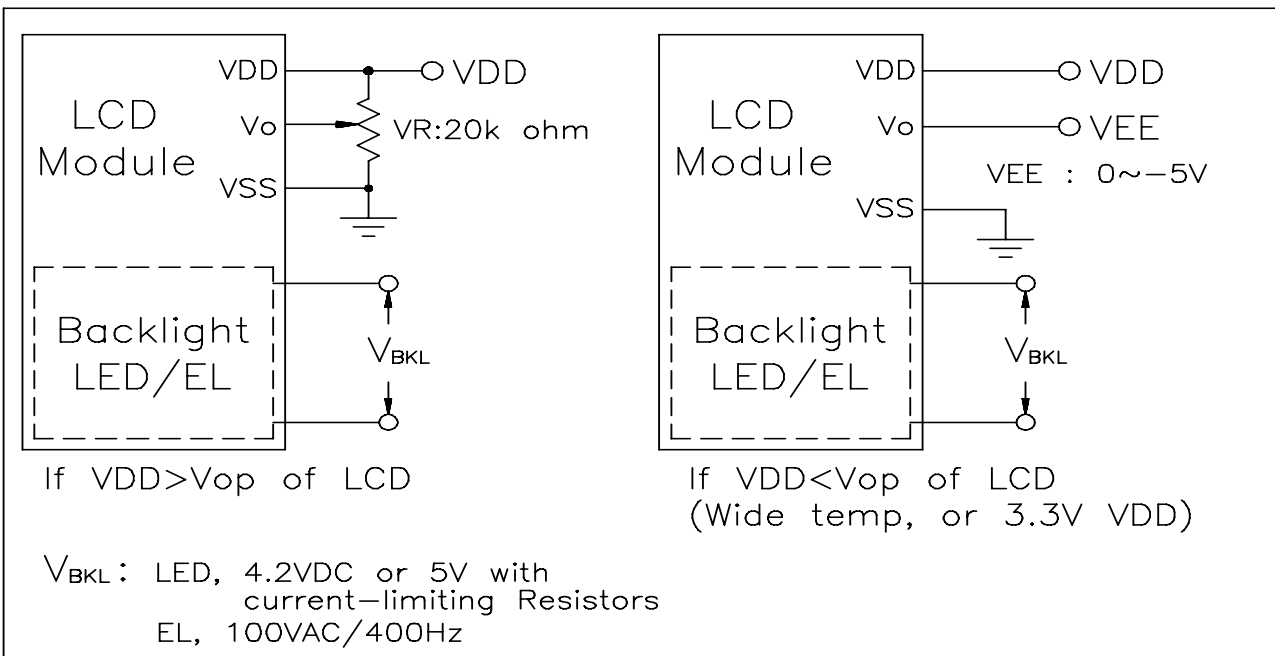 VDD
VDD
LCD
Module
Vo
VR:20k ohm
VSS
Backlight
LED/EL
VBKL
If VDD>Vop of LCD
VDD
VDD
LCD
Module
Vo
VEE
VEE : 0~-5V
VSS
Backlight
LED/EL
VBKL
If VDD<Vop of LCD
(Wide temp, or 3.3V VDD)
VBKL: LED, 4.2VDC or 5V with
current-limiting Resistors
EL, 100VAC/400Hz